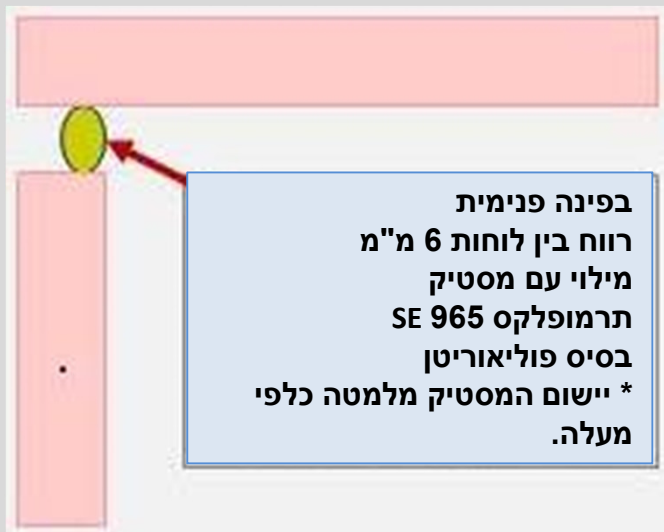 בפינה פנימית
רווח בין לוחות 6 מ"מ
מילוי עם מסטיק
תרמופלקס 965 SE
בסיס פוליאוריטן
* יישום המסטיק מלמטה כלפי
מעלה.